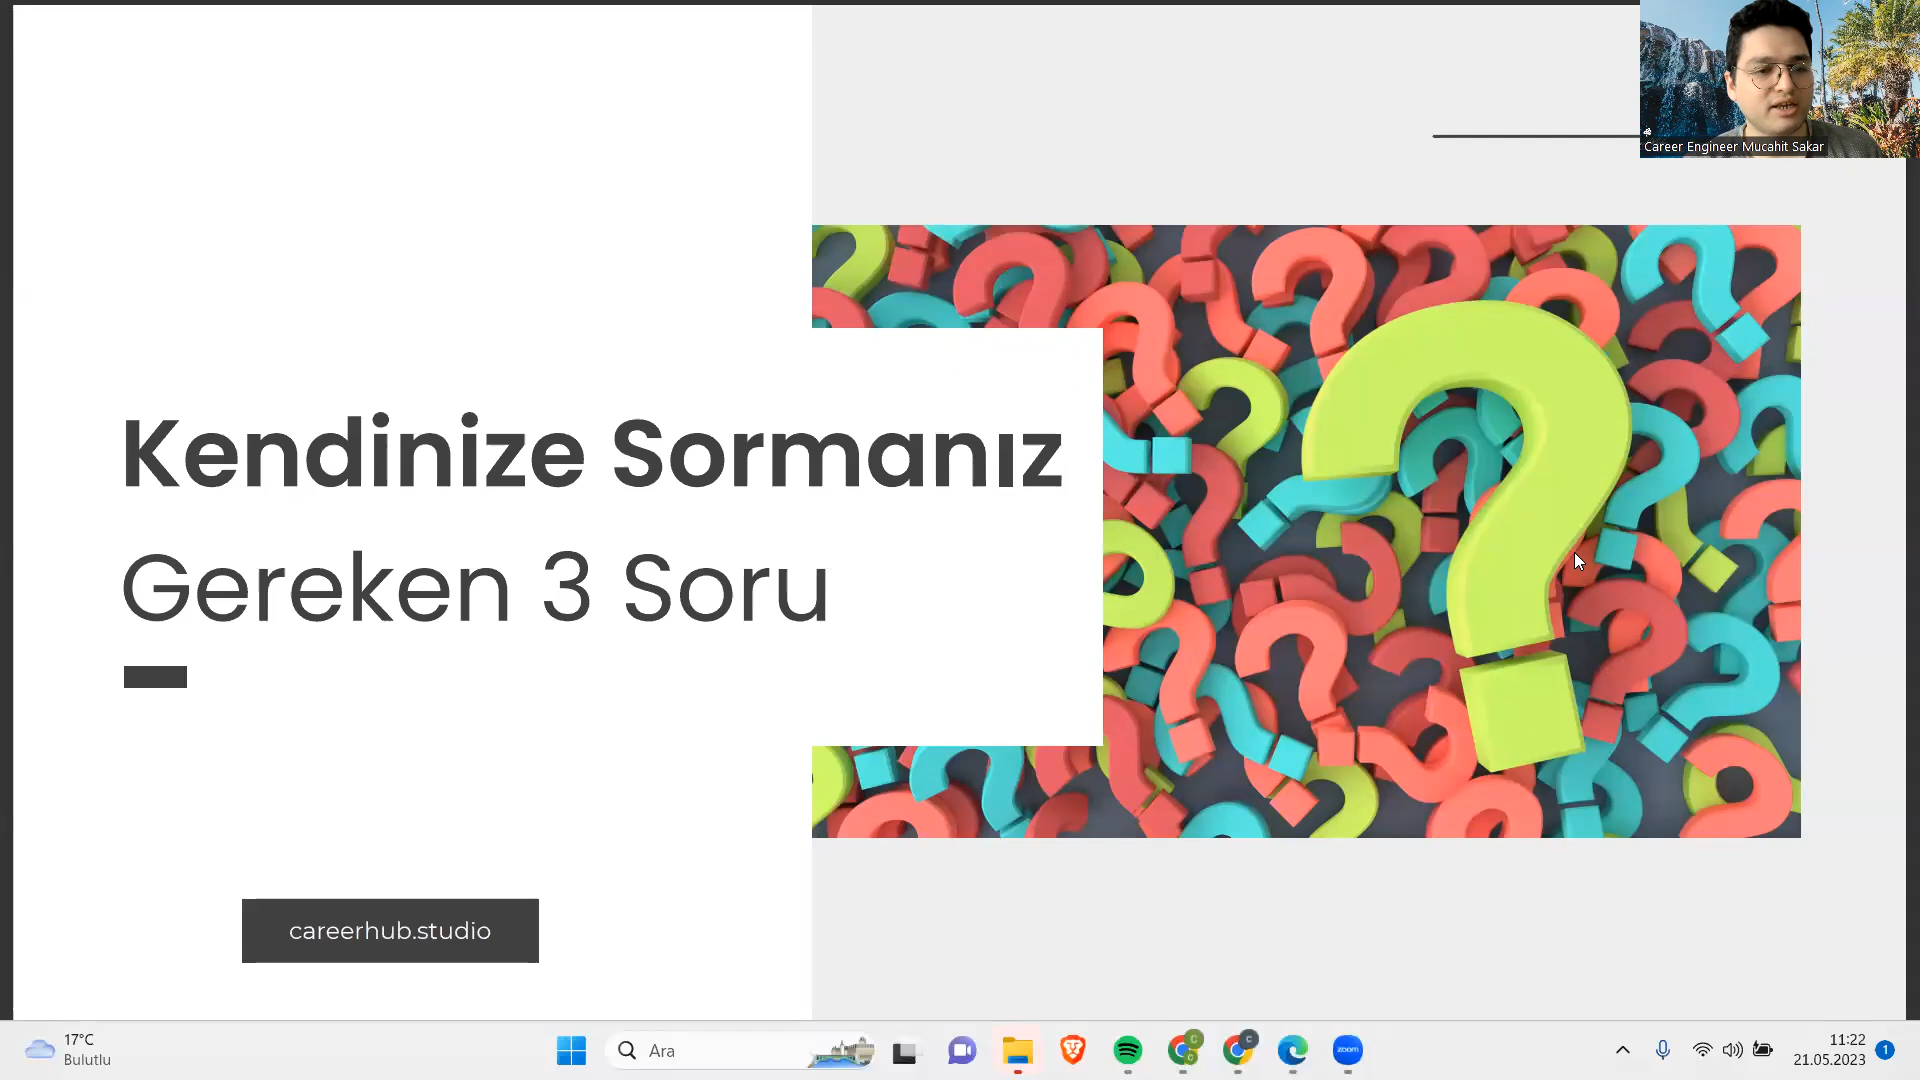 Career Engineer Mucahit Sakar
Kendinize Sormanız
Gereken 3 Soru
careerhub.studio
17°C
Bulutlu
Ara
C
C
C
zoom
11:22
21.05.2023
1